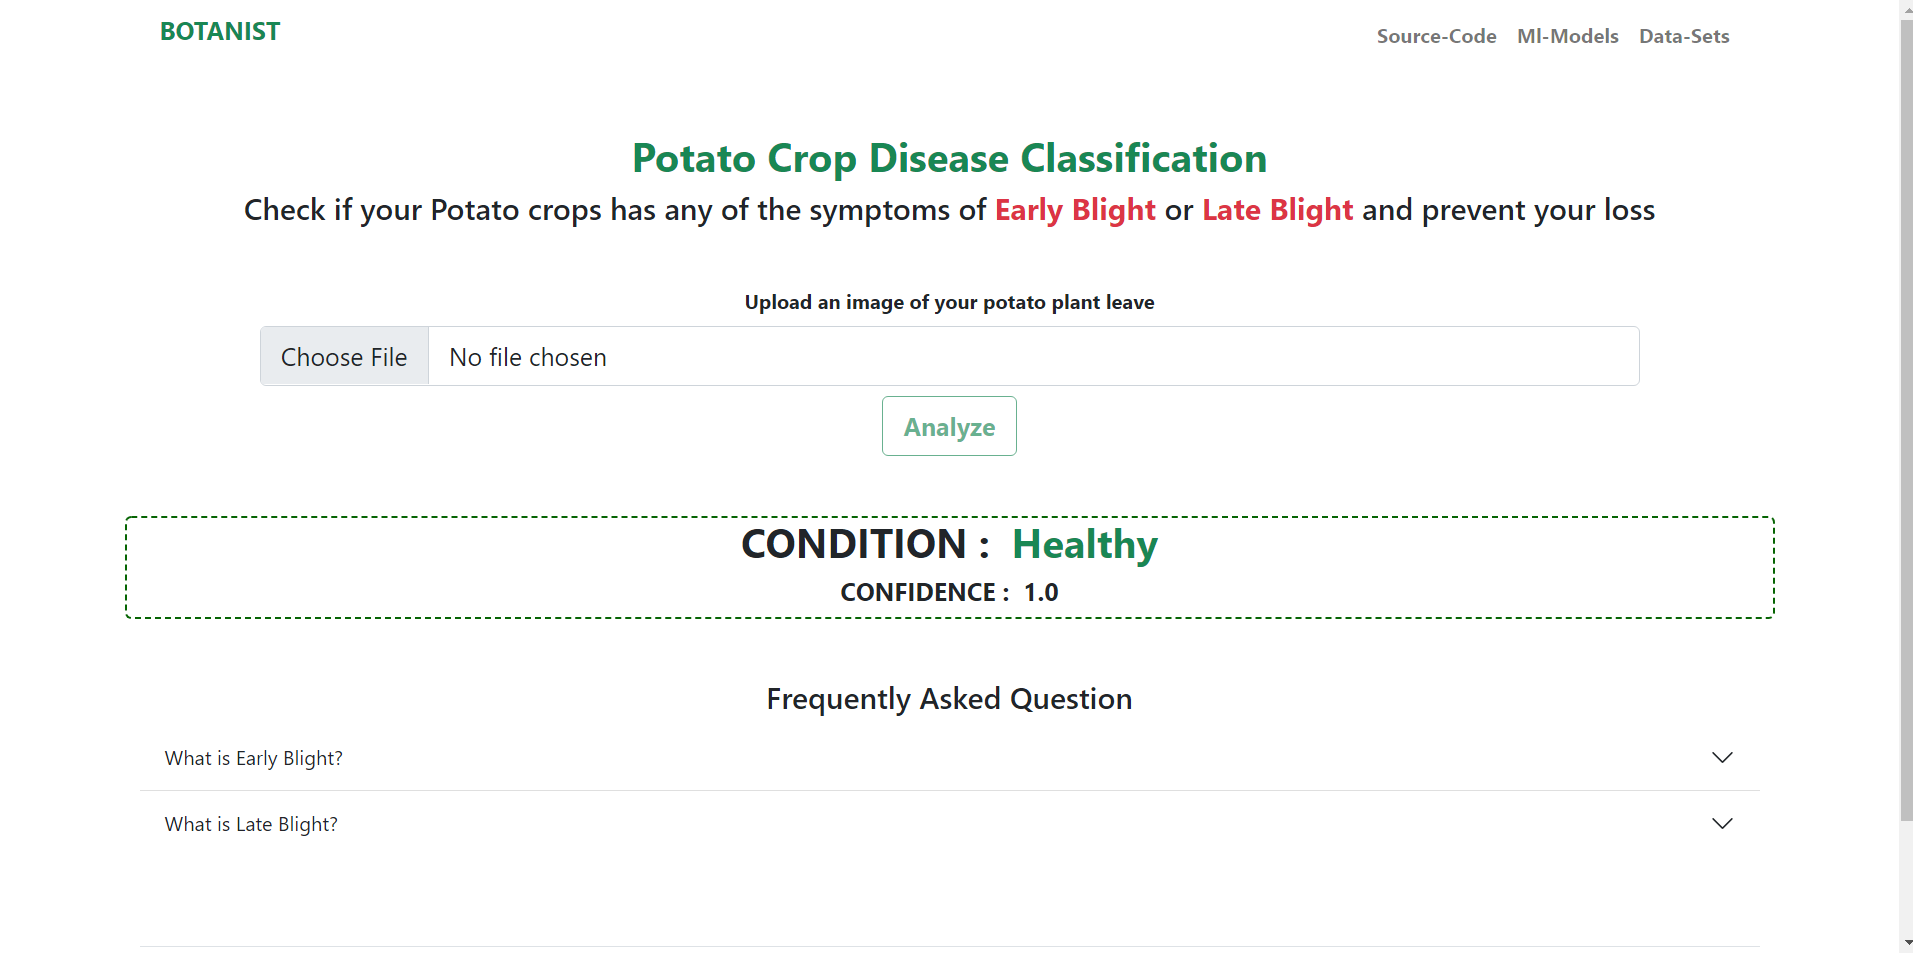 BOTANIST
Source-Code Ml-Models Data-Sets
Potato Crop Disease Classification
Check if your Potato crops has any of the symptoms of Early Blight or Late Blight and prevent your loss
Upload an image of your potato plant leave
Choose File No file chosen
Analyze
CONDITION : Healthy
CONFIDENCE : 1.0
Frequently Asked Question
What is Early Blight?
What is Late Blight?